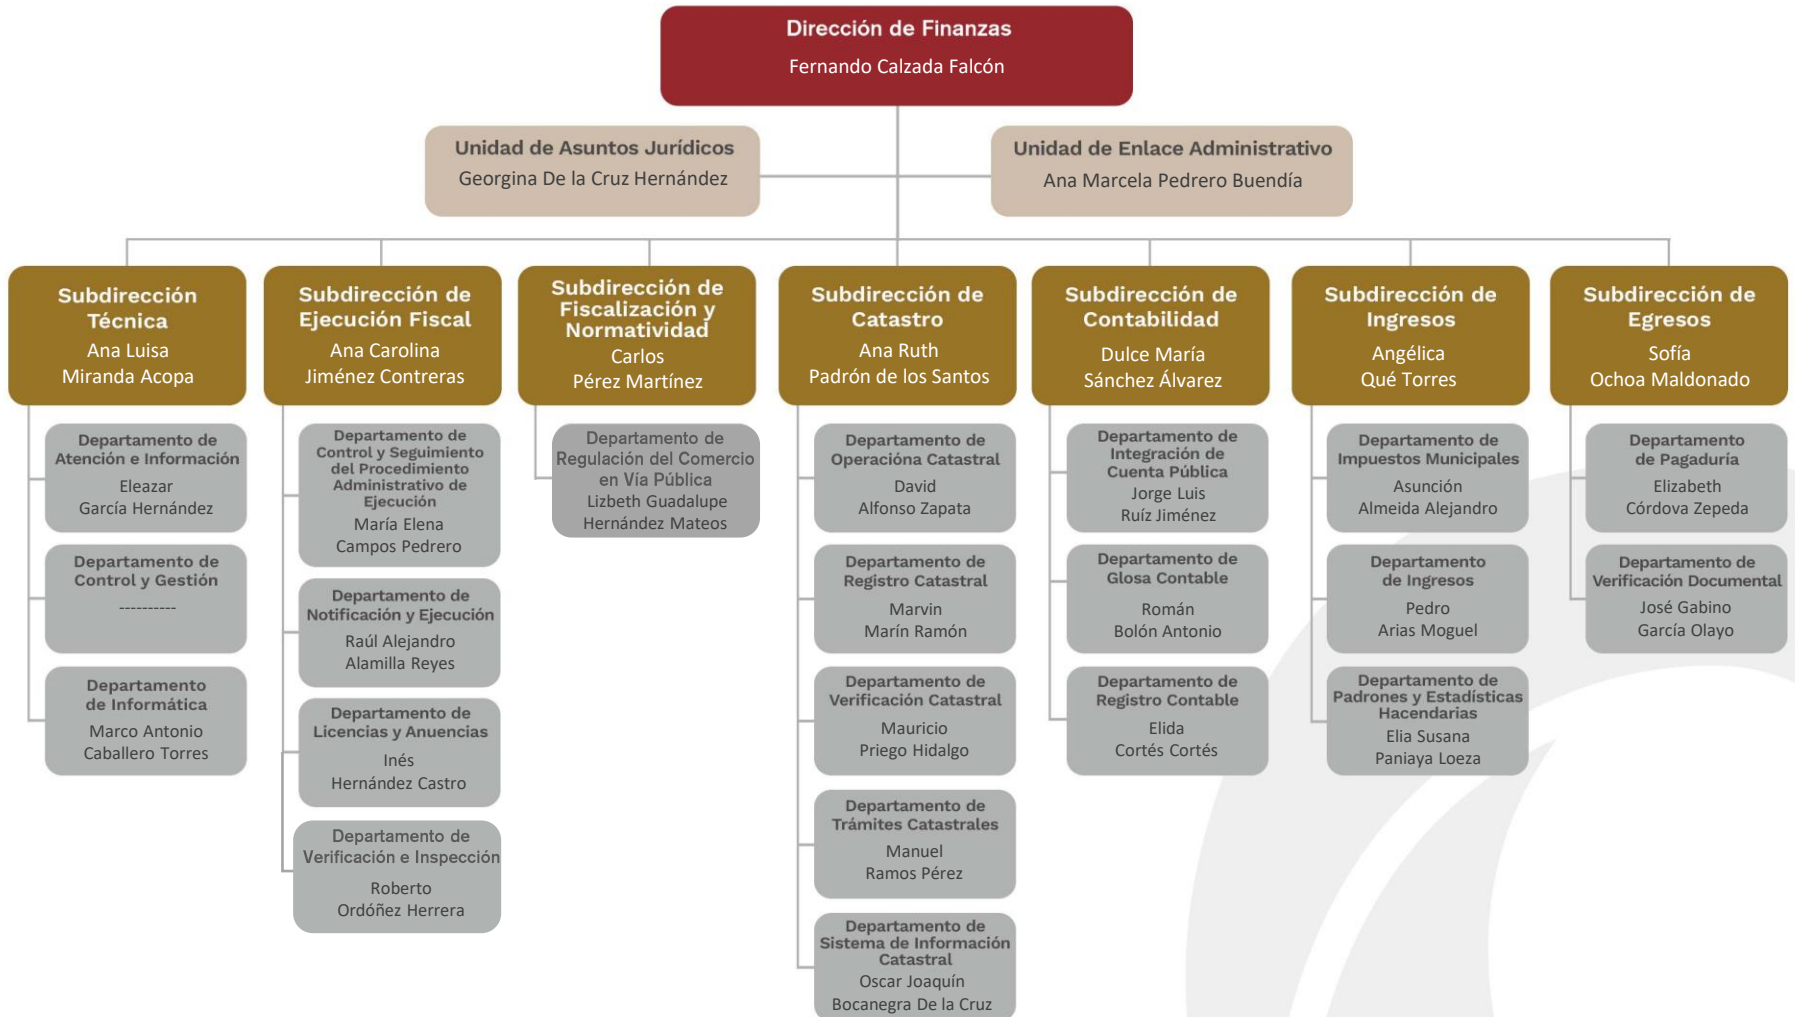 Dirección de Finanzas
Fernando Calzada Falcón
Unidad de Asuntos Jurídicos
Georgina De la Cruz Hernández
Unidad de Enlace Administrativo
Ana Marcela Pedrero Buendía
Subdirección
Técnica
Ana Luisa
Miranda Acopa
Departamento de
Atención e Información
Eleazar
García Hernández
Departamento de
Control y Gestión
----------
Departamento
de Informática
Marco Antonio
Caballero Torres
Subdirección de
Ejecución Fiscal
Ana Carolina
Jiménez Contreras
Departamento de
Control y Seguimiento
del Procedimiento
Administrativo de
Ejecución
María Elena
Campos Pedrero
Departamento de
Notificación y Ejecución
Raúl Alejandro
Alamilla Reyes
Departamento de
Licencias y Anuencias
Inés
Hernández Castro
Departamento de
Verificación e Inspección
Roberto
Ordóñez Herrera
Subdirección de
Fiscalización y
Normatividad
Carlos
Pérez Martínez
Departamento de
Regulación del Comercio
en Vía Pública
Lizbeth Guadalupe
Hernández Mateos
Subdirección de
Catastro
Ana Ruth
Padrón de los Santos
Departamento de
Operacióna Catastral
David
Alfonso Zapata
Departamento de
Registro Catastral
Marvin
Marín Ramón
Departamento de
Verificación Catastral
Mauricio
Priego Hidalgo
Departamento de
Trámites Catastrales
Manuel
Ramos Pérez
Departamento de
Sistema de Información
Catastral
Oscar Joaquín
Bocanegra De la Cruz
Subdirección de
Contabilidad
Dulce María
Sánchez Álvarez
Departamento de
Integración de
Cuenta Pública
Jorge Luis
Ruíz Jiménez
Departamento de
Glosa Contable
Román
Bolón Antonio
Departamento de
Registro Contable
Elida
Cortés Cortés
Subdirección de
Ingresos
Angélica
Qué Torres
Departamento de
Impuestos Municipales
Asunción
Almeida Alejandro
Departamento
de Ingresos
Pedro
Arias Moguel
Departamento de
Padrones y Estadísticas
Hacendarias
Elia Susana
Paniaya Loeza
Subdirección de
Egresos
Sofía
Ochoa Maldonado
Departamento
de Pagaduría
Elizabeth
Córdova Zepeda
Departamento de
Verificación Documental
José Gabino
García Olayo